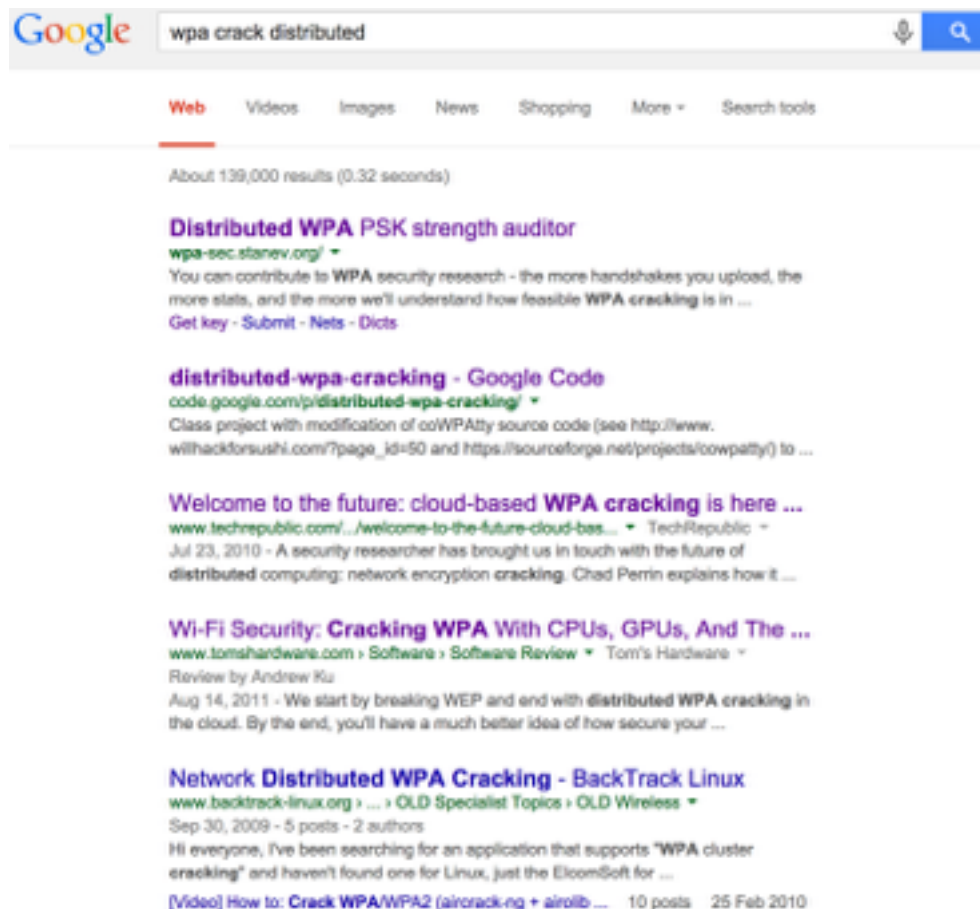 Google wpa crack distributed
Web Videos Images News Shopping More Search tools
About 139,000 results (0.32 seconds)
Distributed WPA PSK strength auditor
wpa-sec.stanev.org/
You can contribute to WPA security research - the more handshakes you upload, the
more stats, and the more we'll understand how feasible WPA cracking is in ...
Get key - Submit - Nets - Dicts
distributed-wpa-cracking - Google Code
code.google.com/p/distributed-wpa-cracking/
Class project with modification of coWPAtty source code (see http://www.
willhackforsushi.com/?page_id=50 and https://sourceforge.net/projects/cowpatty/) to ...
Welcome to the future: cloud-based WPA cracking is here ...
www.techrepublic.com/.../welcome-to-the-future-cloud-bas... TechRepublic
Jul 23, 2010 - A security researcher has brought us in touch with the future of
distributed computing: network encryption cracking. Chad Perrin explains how it ...
Wi-Fi Security: Cracking WPA With CPUs, GPUs, And The ...
www.tomshardware.com › Software › Software Review Tom's Hardware
Review by Andrew Ku
Aug 14, 2011 - We start by breaking WEP and end with distributed WPA cracking in
the cloud. By the end, you'll have a much better idea of how secure your ...
Network Distributed WPA Cracking - BackTrack Linux
www.backtrack-linux.org › ... › OLD Specialist Topics › OLD Wireless
Sep 30, 2009 - 5 posts - 2 authors
Hi everyone, I've been searching for an application that supports "WPA cluster
cracking" and haven't found one for Linux, just the ElcomSoft for ...
[Video] How to: Crack WPA/WPA2 (aircrack-ng + airolib ... 10 posts 25 Feb 2010